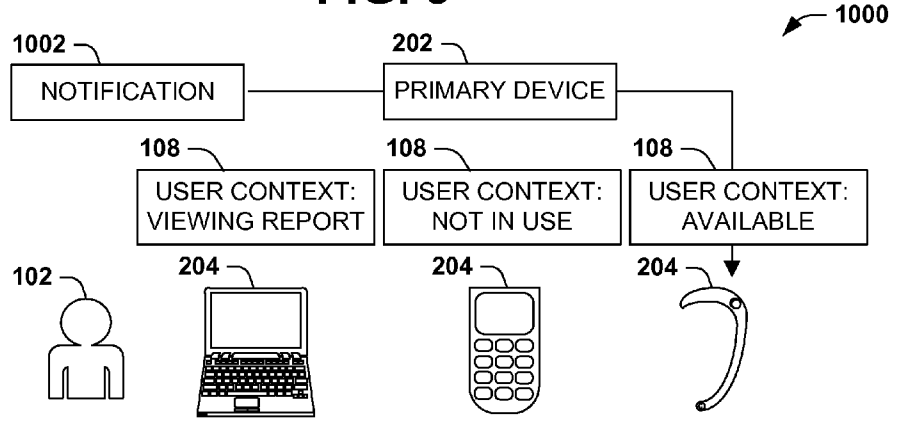 1000
1002
202
NOTIFICATION
PRIMARY DEVICE
108
108
108
USER CONTEXT:
VIEWING REPORT
USER CONTEXT:
NOT IN USE
USER CONTEXT:
AVAILABLE
102
204
204
204